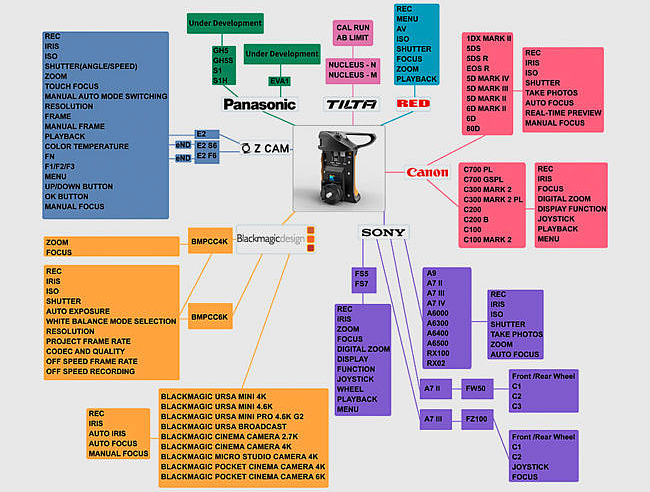 Under Development
GH5
GH5S
S1
S1H
Under Development
EVA1
Panasonic
CAL RUN
AB LIMIT
NUCLEUS - N
NUCLEUS - M
TILTA
REC
MENU
AV
ISO
SHUTTER
FOCUS
ZOOM
PLAYBACK
RED
1DX MARK II
5DS
5DS R
EOS R
5D MARK IV
5D MARK III
5D MARK II
6D MARK II
6D
80D
REC
IRIS
ISO
SHUTTER
TAKE PHOTOS
AUTO FOCUS
REAL-TIME PREVIEW
MANUAL FOCUS
Canon
C700 PL
C700 GSPL
C300 MARK 2
C300 MARK 2 PL
C200
C200 B
C100
C100 MARK 2
REC
IRIS
FOCUS
DIGITAL ZOOM
DISPLAY FUNCTION
JOYSTICK
PLAYBACK
MENU
REC
IRIS
ISO
SHUTTER(ANGLE/SPEED)
ZOOM
TOUCH FOCUS
MANUAL AUTO MODE SWITCHING
RESOLUTION
FRAME
MANUAL FRAME
PLAYBACK
COLOR TEMPERATURE
FN
F1/F2/F3
MENU
UP/DOWN BUTTON
OK BUTTON
MANUAL FOCUS
E2
eND
E2 S6
eND
E2 F6
Z CAM
Blackmagicdesign
ZOOM
FOCUS
BMPCC4K
REC
IRIS
ISO
SHUTTER
AUTO EXPOSURE
WHITE BALANCE MODE SELECTION
RESOLUTION
PROJECT FRAME RATE
CODEC AND QUALITY
OFF SPEED FRAME RATE
OFF SPEED RECORDING
BMPCC6K
REC
IRIS
AUTO IRIS
AUTO FOCUS
MANUAL FOCUS
BLACKMAGIC URSA MINI 4K
BLACKMAGIC URSA MINI 4.6K
BLACKMAGIC URSA MINI PRO 4.6K G2
BLACKMAGIC URSA BROADCAST
BLACKMAGIC CINEMA CAMERA 2.7K
BLACKMAGIC CINEMA CAMERA 4K
BLACKMAGIC MICRO STUDIO CAMERA 4K
BLACKMAGIC POCKET CINEMA CAMERA 4K
BLACKMAGIC POCKET CINEMA CAMERA 6K
SONY
FS5
FS7
REC
IRIS
ZOOM
FOCUS
DIGITAL ZOOM
DISPLAY
FUNCTION
JOYSTICK
WHEEL
PLAYBACK
MENU
A9
A7 II
A7 III
A7 IV
A6000
A6300
A6400
A6500
RX100
RX02
REC
IRIS
ISO
SHUTTER
TAKE PHOTOS
ZOOM
AUTO FOCUS
A7 II
FW50
Front /Rear Wheel
C1
C2
C3
A7 III
FZ100
Front /Rear Wheel
C1
C2
JOYSTICK
FOCUS